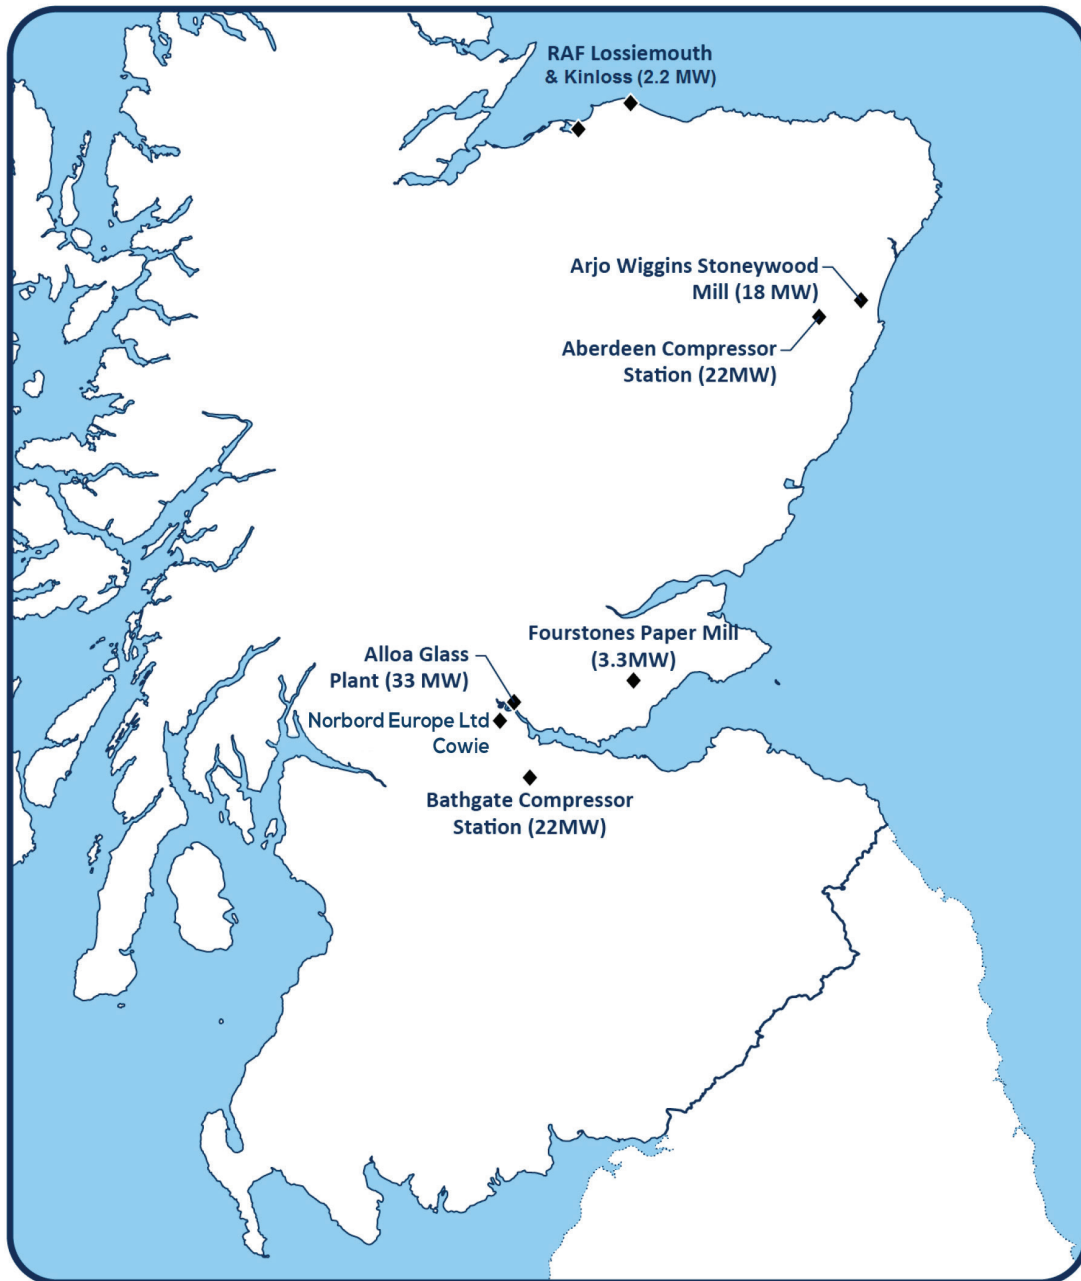 RAF Lossiemouth
& Kinloss (2.2 MW)
Arjo Wiggins Stoneywood
Mill (18 MW)
Aberdeen Compressor
Station (22MW)
Fourstones Paper Mill
(3.3MW)
Alloa Glass
Plant (33 MW)
Norbord Europe Ltd
Cowie
Bathgate Compressor
Station (22MW)